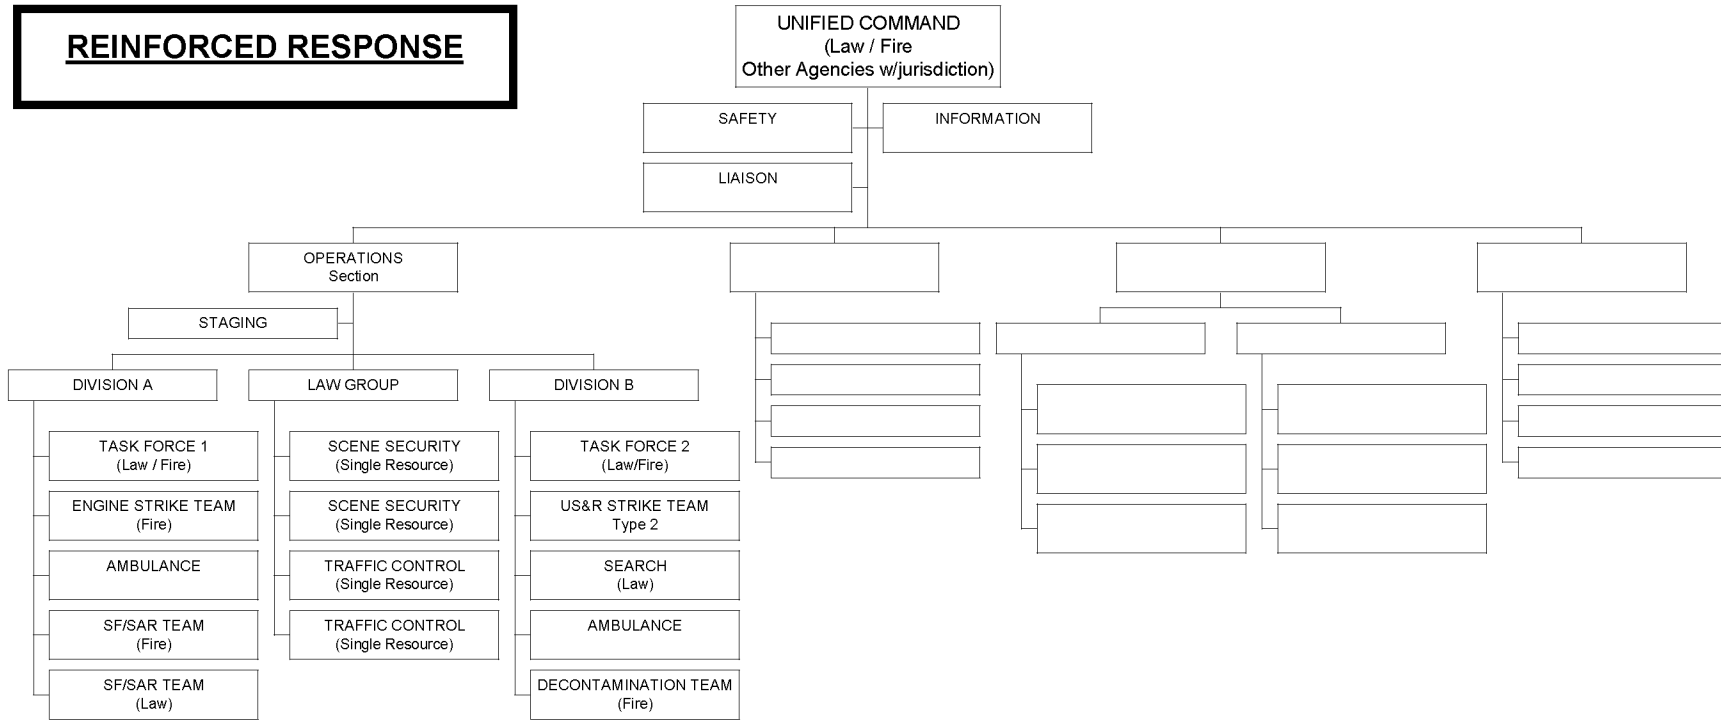 REINFORCED RESPONSE
UNIFIED COMMAND
(Law / Fire
Other Agencies w/jurisdiction)
SAFETY
INFORMATION
LIAISON
OPERATIONS
Section
STAGING
DIVISION A
LAW GROUP
DIVISION B
TASK FORCE 1
(Law / Fire)
SCENE SECURITY
(Single Resource)
TASK FORCE 2
(Law/Fire)
ENGINE STRIKE TEAM
(Fire)
SCENE SECURITY
(Single Resource)
US&R STRIKE TEAM
Type 2
AMBULANCE
TRAFFIC CONTROL
(Single Resource)
SEARCH
(Law)
SF/SAR TEAM
(Fire)
TRAFFIC CONTROL
(Single Resource)
AMBULANCE
SF/SAR TEAM
(Law)
DECONTAMINATION TEAM
(Fire)